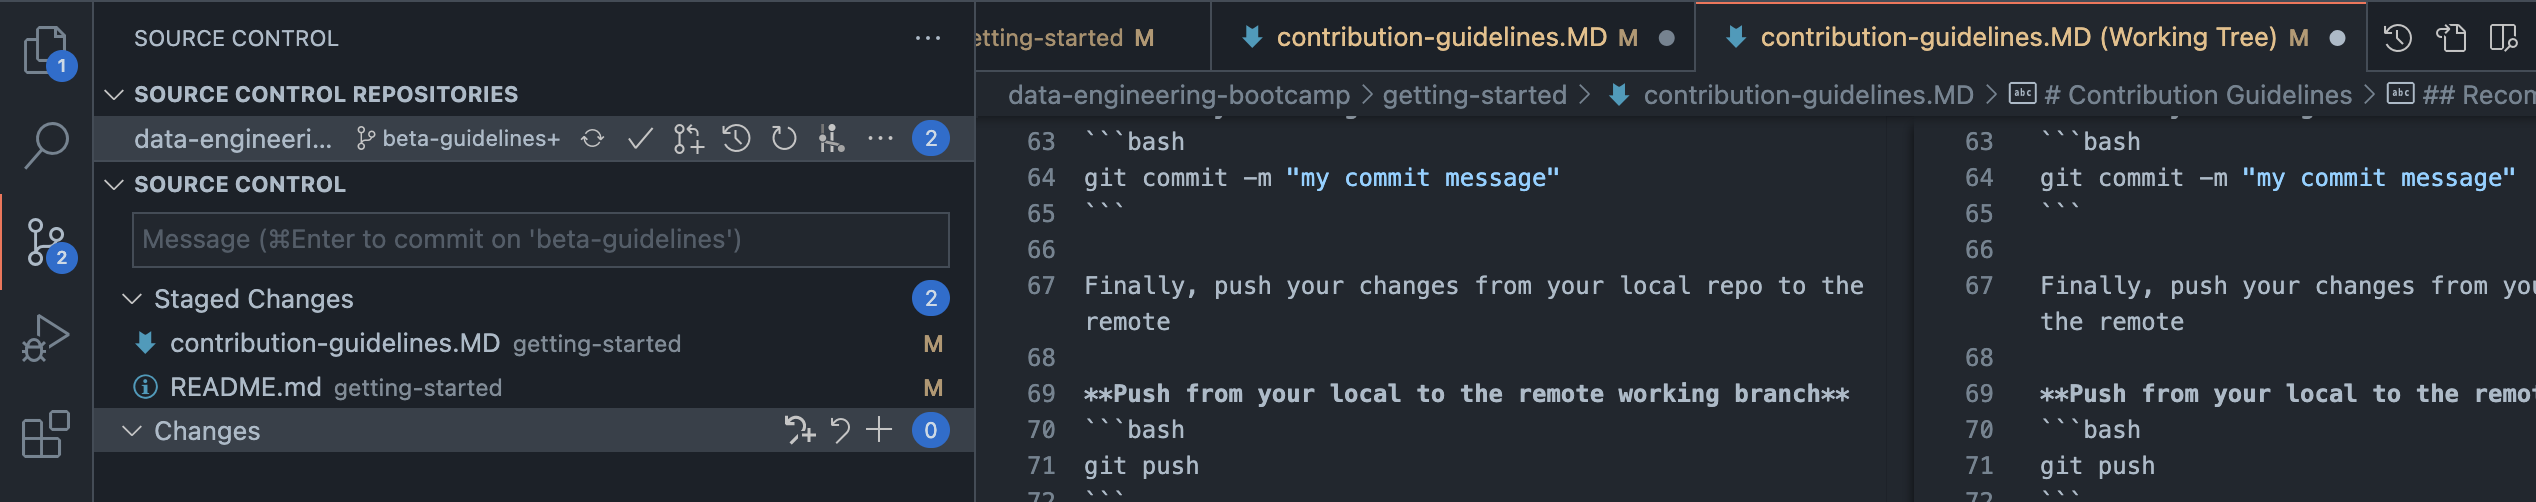 1
2
SOURCE CONTROL
SOURCE CONTROL REPOSITORIES
data-engineeri... beta-guidelines+ 2
SOURCE CONTROL
Message (⌘Enter to commit on 'beta-guidelines')
Staged Changes 2
contribution-guidelines.MD getting-started M
README.md getting-started M
Changes 0
etting-started M
contribution-guidelines.MD M
contribution-guidelines.MD (Working Tree) M
data-engineering-bootcamp > getting-started > contribution-guidelines.MD > abc # Contribution Guidelines > abc ## Recom
63 ```bash
64 git commit -m "my commit message"
65 ```
66
67 Finally, push your changes from your local repo to the
remote
68
69 **Push from your local to the remote working branch**
70 ```bash
71 git push
72 ```
63 ```bash
64 git commit -m "my commit message"
65 ```
66
67 Finally, push your changes from you
the remote
68
69 **Push from your local to the remot
70 ```bash
71 git push
72 ```